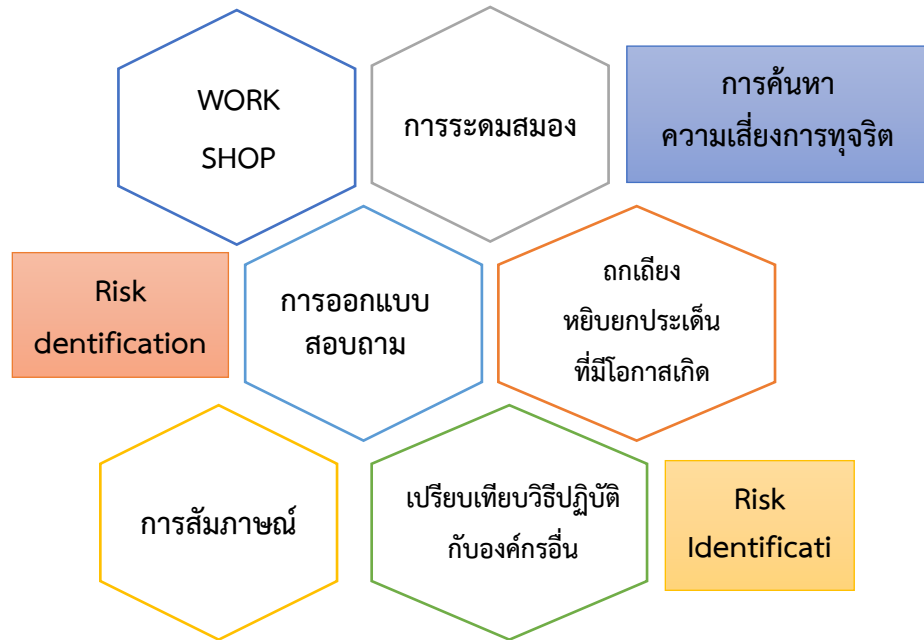 WORK
SHOP
การระดมสมอง
การค้นหา
ความเสี่ยงการทุจริต
Risk
dentification
การออกแบบ
สอบถาม
ถกเถียง
หยิบยกประเด็น
ที่มีโอกาสเกิด
การสัมภาษณ์
เปรียบเทียบวิธีปฏิบัติ
กับองค์กรอื่น
Risk
Identificati